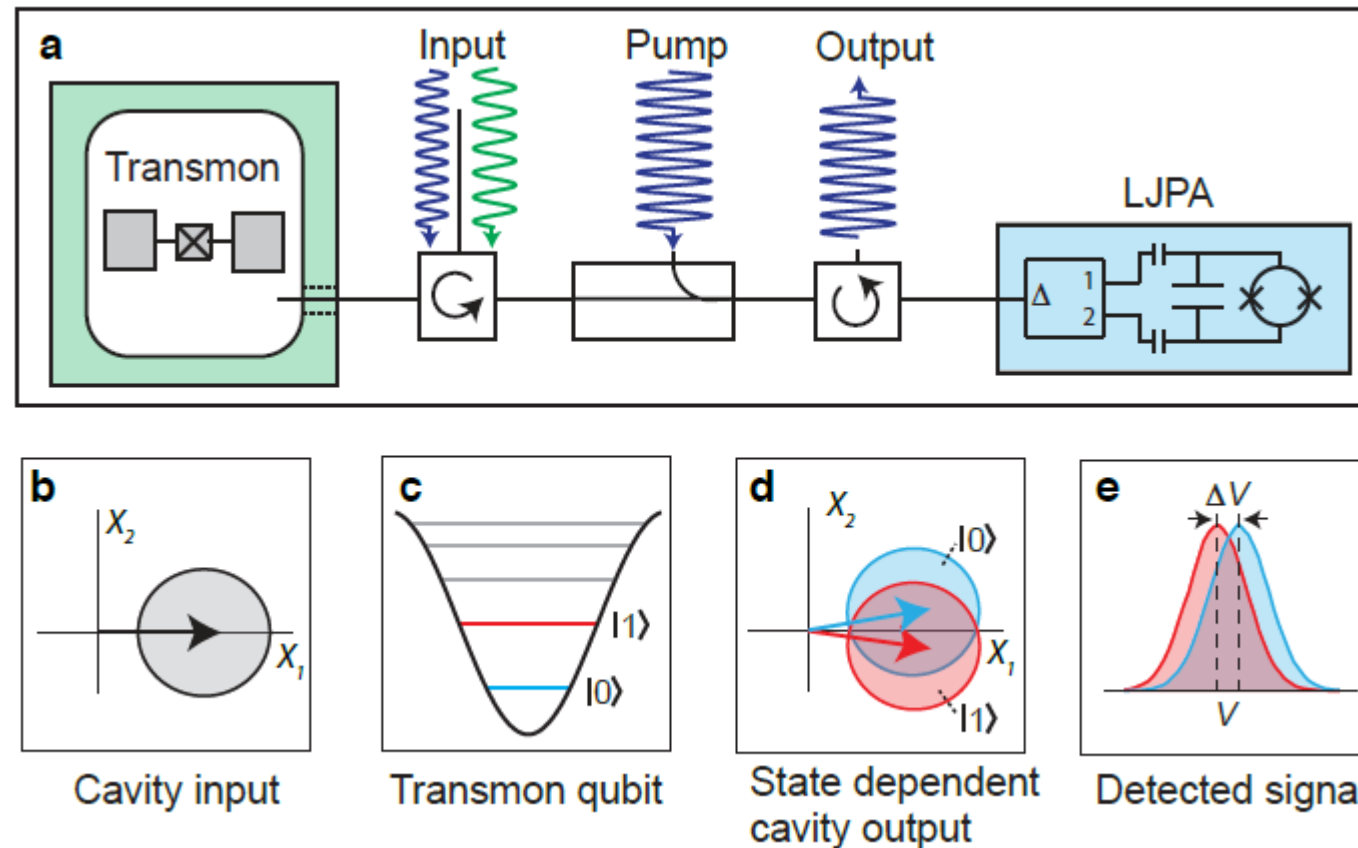 a
Input
Pump
Output
Transmon
LJPA
Δ
1
2
b
X₂
X₁
Cavity input
c
|1⟩
|0⟩
Transmon qubit
d
X₂
|0⟩
X₁
|1⟩
State dependent
cavity output
e
ΔV
V
Detected signa